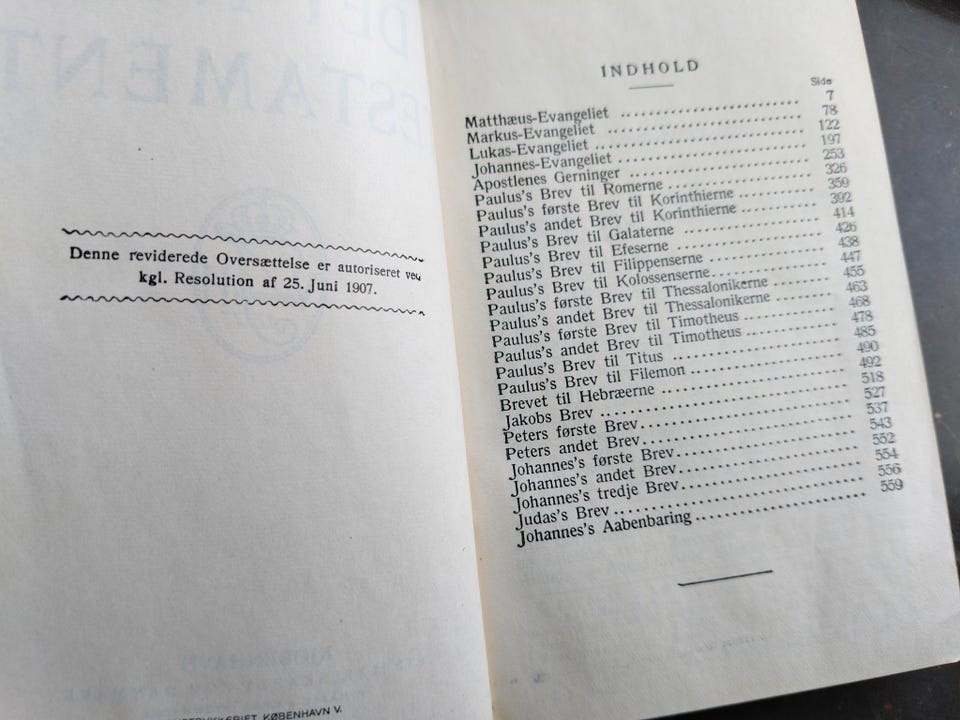 Denne reviderede Oversættelse er autoriseret ved
kgl. Resolution af 25. Juni 1907.
KØBENHAVN V.
INDHOLD
Side
Matthæus-Evangeliet ........ 7
Markus-Evangeliet ........ 78
Lukas-Evangeliet ........ 122
Johannes-Evangeliet ........ 197
Apostlenes Gerninger ........ 253
Paulus's Brev til Romerne ........ 326
Paulus's første Brev til Korinthierne ........ 359
Paulus's andet Brev til Korinthierne ........ 392
Paulus's Brev til Galaterne ........ 414
Paulus's Brev til Efeserne ........ 426
Paulus's Brev til Filippenserne ........ 438
Paulus's Brev til Kolossenserne ........ 447
Paulus's første Brev til Thessalonikerne ........ 455
Paulus's andet Brev til Thessalonikerne ........ 463
Paulus's første Brev til Timotheus ........ 468
Paulus's andet Brev til Timotheus ........ 478
Paulus's Brev til Titus ........ 485
Paulus's Brev til Filemon ........ 490
Brevet til Hebræerne ........ 492
Jakobs Brev ........ 518
Peters første Brev ........ 527
Peters andet Brev ........ 537
Johannes's første Brev ........ 543
Johannes's andet Brev ........ 552
Johannes's tredje Brev ........ 554
Judas's Brev ........ 556
Johannes's Aabenbaring ........ 559